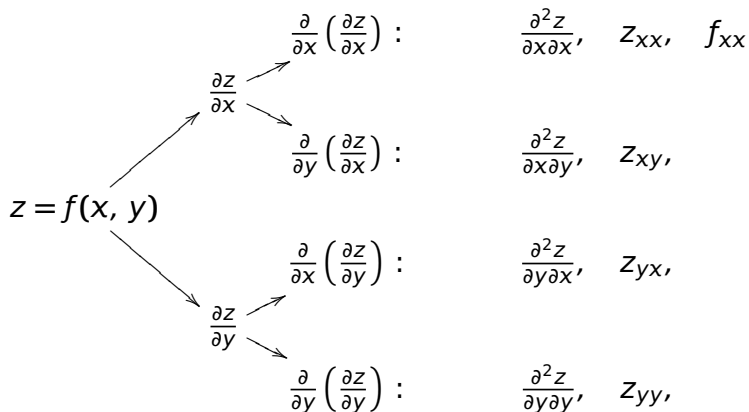 ∂/∂x (∂z/∂x) : ∂²z/∂x∂x, z_xx, f_xx
∂z/∂x
∂/∂y (∂z/∂x) : ∂²z/∂x∂y, z_xy,
z = f(x, y)
∂/∂x (∂z/∂y) : ∂²z/∂y∂x, z_yx,
∂z/∂y
∂/∂y (∂z/∂y) : ∂²z/∂y∂y, z_yy,